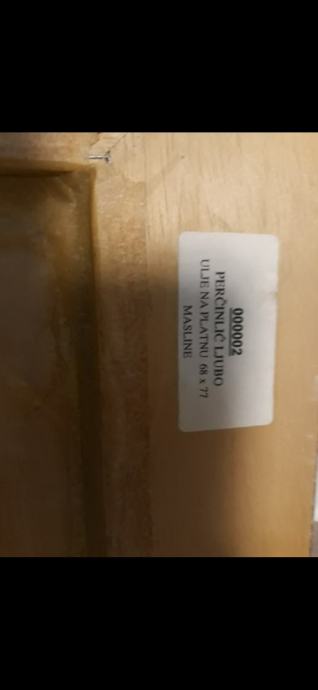 000002
PERČINLIĆ LJUBO
ULJE NA PLATNU 68 x 77
MASLINE